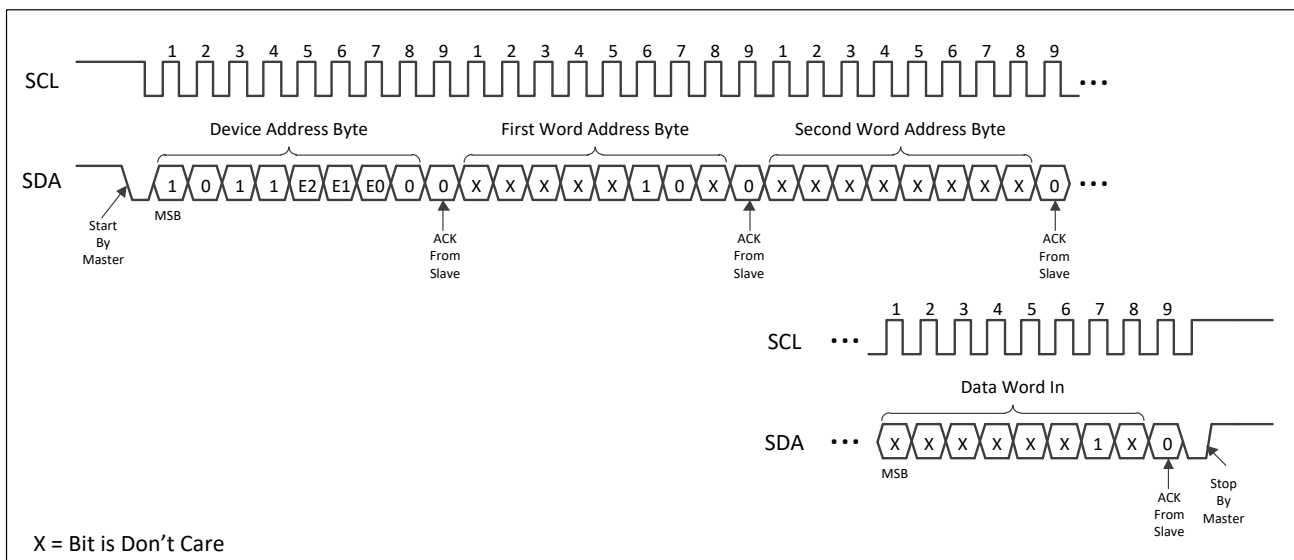 1 2 3 4 5 6 7 8 9 1 2 3 4 5 6 7 8 9 1 2 3 4 5 6 7 8 9
SCL ...
Device Address Byte First Word Address Byte Second Word Address Byte
SDA 1 0 1 1 E2 E1 E0 0 0 X X X X X 1 0 X 0 X X X X X X X X 0 ...
MSB
Start
By
Master
ACK
From
Slave
ACK
From
Slave
ACK
From
Slave
1 2 3 4 5 6 7 8 9
SCL ...
Data Word In
SDA ... X X X X X X 1 X 0
MSB
ACK
From
Slave
Stop
By
Master
X = Bit is Don’t Care